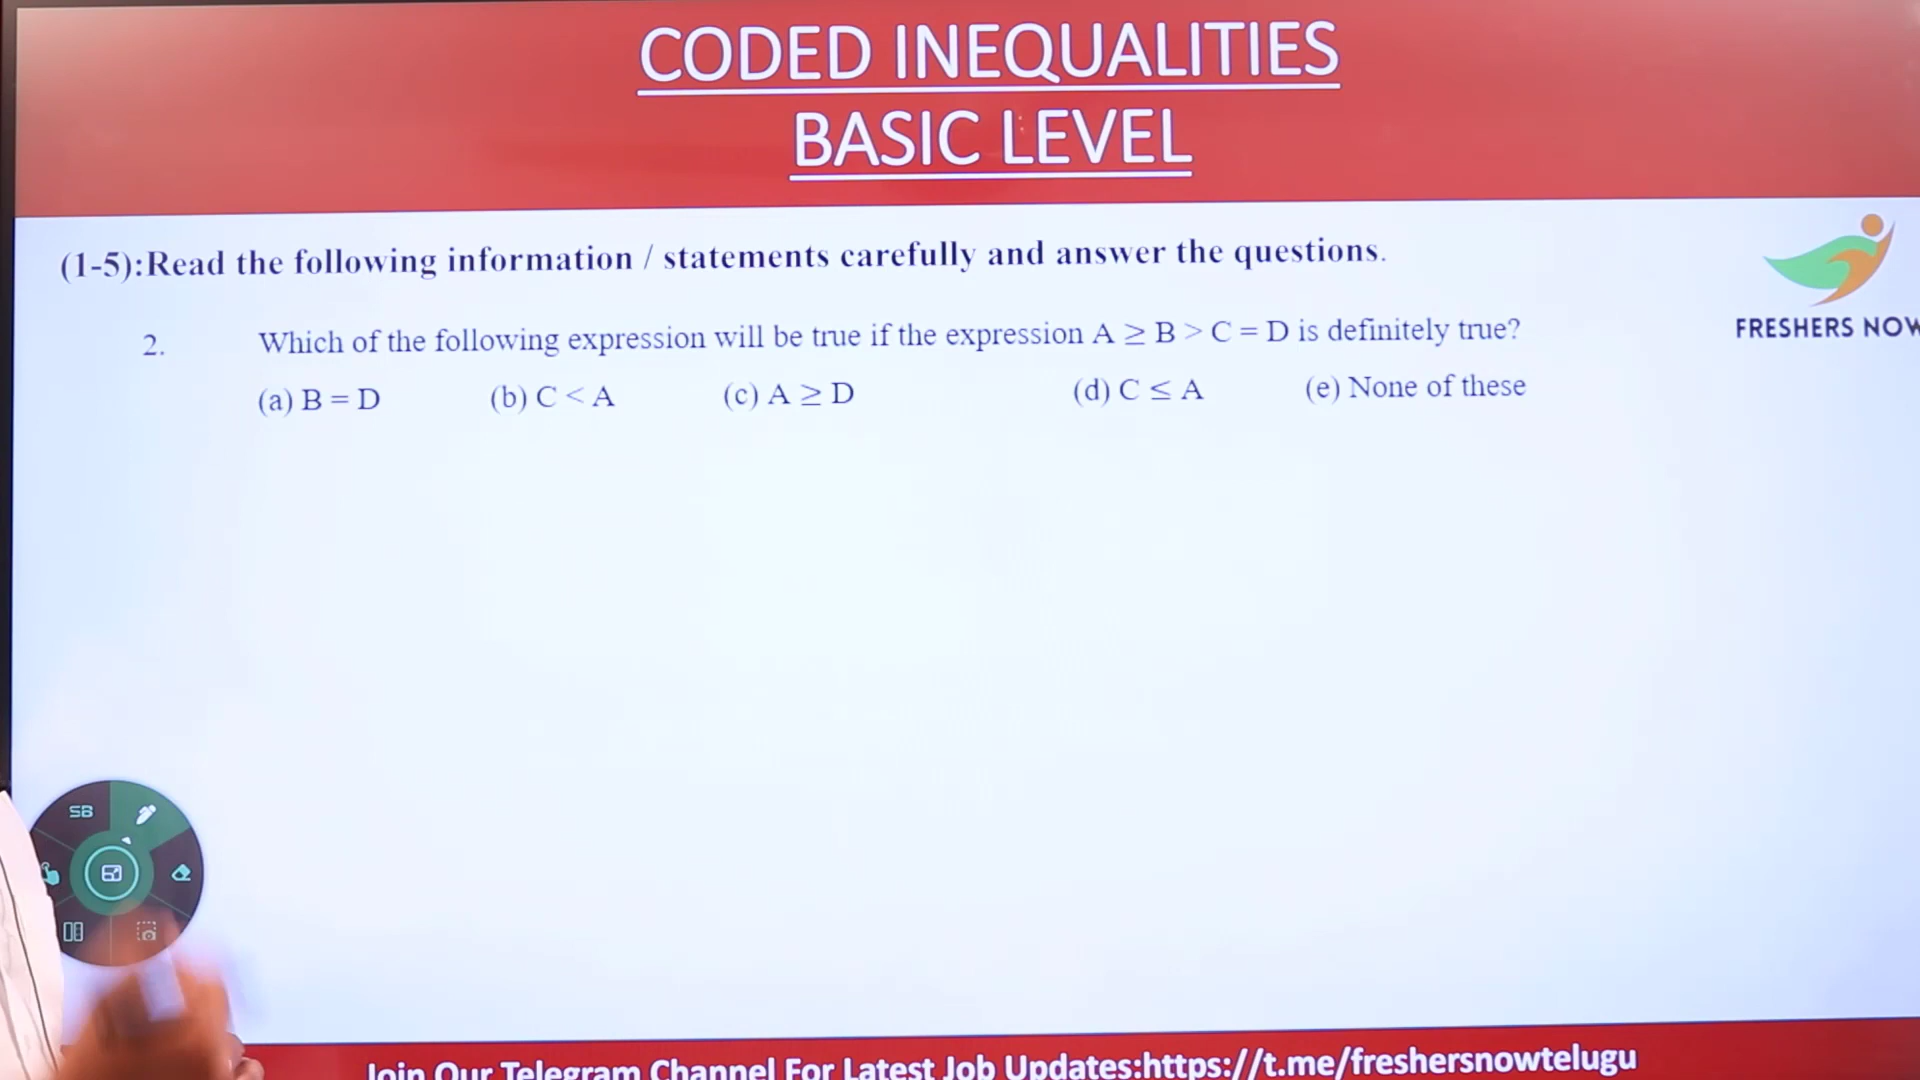 CODED INEQUALITIES
BASIC LEVEL
(1-5):Read the following information / statements carefully and answer the questions.
FRESHERS NOW
2. Which of the following expression will be true if the expression A ≥ B > C = D is definitely true?
(a) B = D (b) C < A (c) A ≥ D (d) C ≤ A (e) None of these
SB
Join Our Telegram Channel For Latest Job Updates:https://t.me/freshersnowtelugu